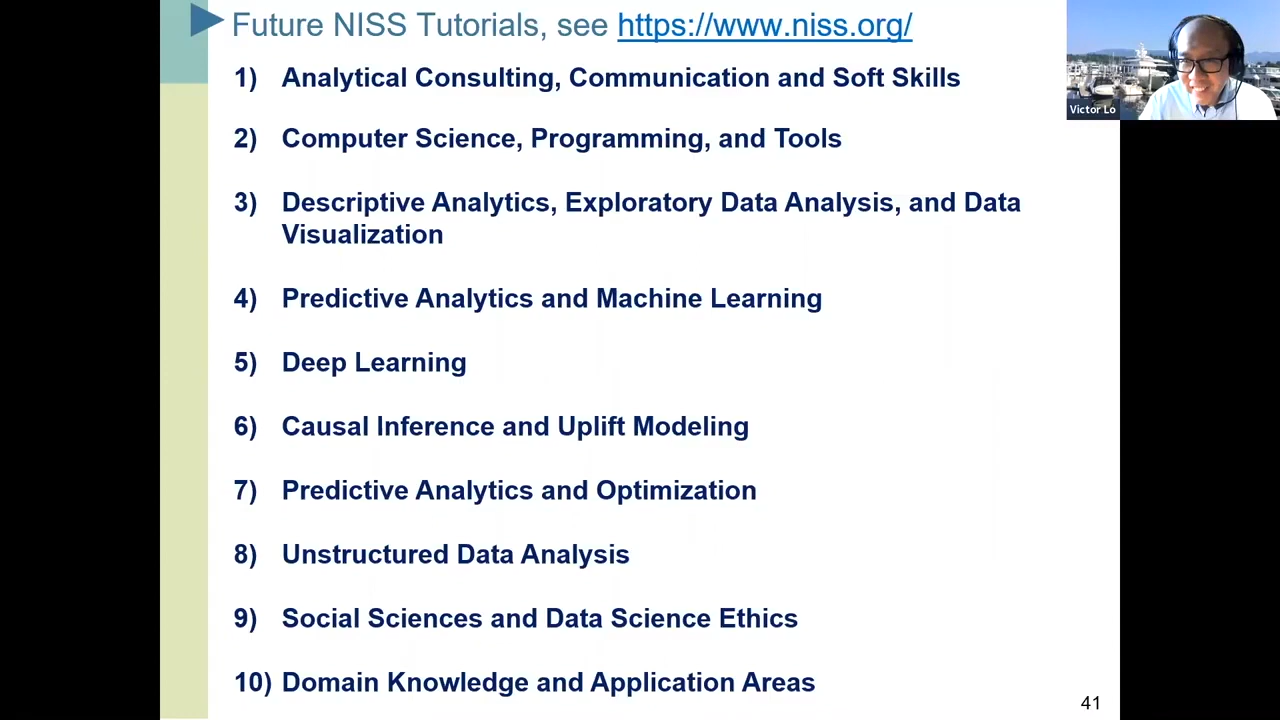 Future NISS Tutorials, see https://www.niss.org/
1) Analytical Consulting, Communication and Soft Skills
2) Computer Science, Programming, and Tools
3) Descriptive Analytics, Exploratory Data Analysis, and Data
Visualization
4) Predictive Analytics and Machine Learning
5) Deep Learning
6) Causal Inference and Uplift Modeling
7) Predictive Analytics and Optimization
8) Unstructured Data Analysis
9) Social Sciences and Data Science Ethics
10) Domain Knowledge and Application Areas
41
Victor Lo